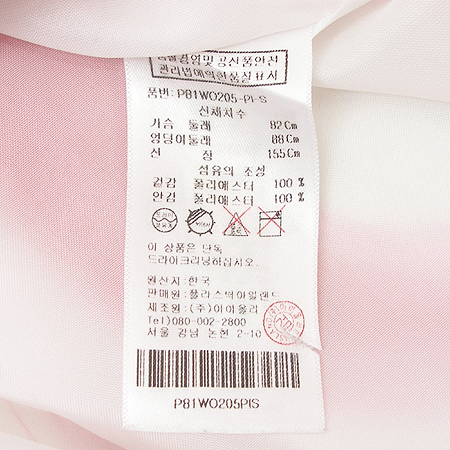 품질경영및공산품안전
관리법에의한품질표시
품번: P81WO205-PI-S
신체치수
가슴 둘레 82Cm
엉덩이둘레 88Cm
신 장 155Cm
섬유의 조성
겉감 폴리에스터 100 %
안감 폴리에스터 100 %
드라이
이 상품은 단독
드라이크리닝하십시오.
원산지: 한국
판매원: 플라스틱아일랜드
제조원: (주)아이올리
Tel)080-002-2800
서울 강남 논현 2-10
P81WO205PIS